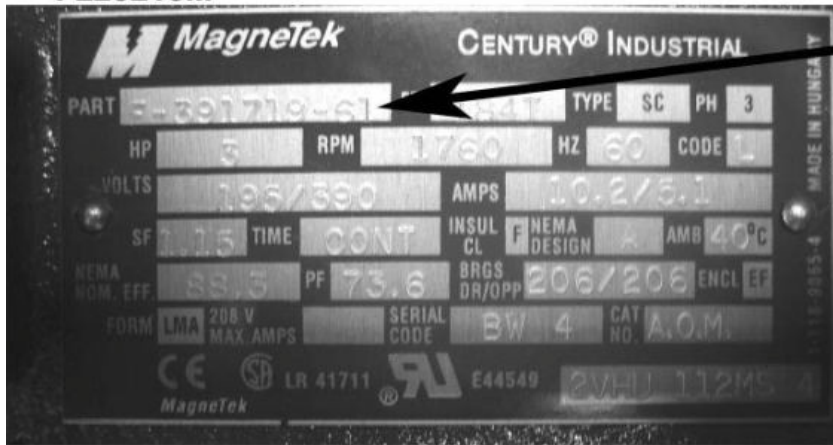 MagneTek CENTURY® INDUSTRIAL
PART -391719-61 84T TYPE SC PH 3
HP 3 RPM 1760 HZ 60 CODE L
VOLTS 195/390 AMPS 10.2/5.1
SF 1.15 TIME CONT INSUL CL F NEMA DESIGN A AMB 40°C
NEMA NOM. EFF. 88.5 PF 73.6 BRGS DR/OPP 206/206 ENCL EF
FORM LMA 208 V MAX. AMPS SERIAL CODE BW 4 CAT NO. A.O.M.
CE SA LR 41711 ® E44549 2VHU 112MS 4
MagneTek
MADE IN HUNGARY